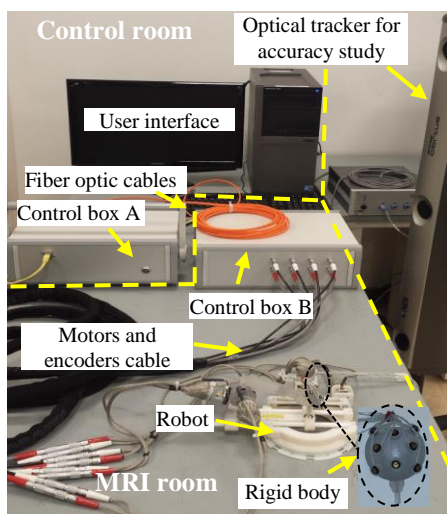 Control room
Optical tracker for
accuracy study
User interface
Fiber optic cables
Control box A
Control box B
Motors and
encoders cable
Robot
MRI room
Rigid body